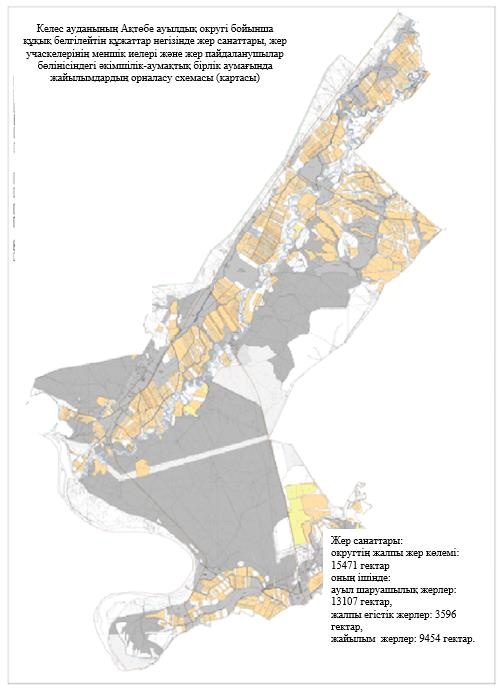 Келес ауданының Ақтөбе ауылдық округі бойынша
құқық белгілейтін құжаттар негізінде жер санаттары, жер
учаскелерінің меншік иелері және жер пайдаланушылар
бөлінісіндегі әкімшілік-аумақтық бірлік аумағында
жайылымдардың орналасу схемасы (картасы)
Жер санаттары:
округтің жалпы жер көлемі:
15471 гектар
оның ішінде:
ауыл шаруашылық жерлер:
13107 гектар,
жалпы егістік жерлер: 3596
гектар,
жайылым жерлер: 9454 гектар.